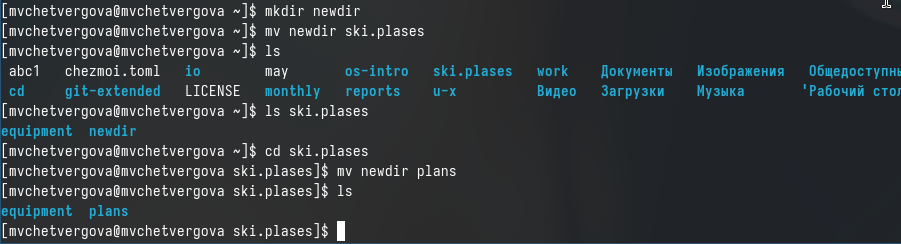 [mvchetvergova@mvchetvergova ~]$ mkdir newdir
[mvchetvergova@mvchetvergova ~]$ mv newdir ski.plases
[mvchetvergova@mvchetvergova ~]$ ls
abc1 chezmoi.toml io may os-intro ski.plases work Документы Изображения
cd git-extended LICENSE monthly reports u-x Видео Загрузки Музыка 'Рабочий
[mvchetvergova@mvchetvergova ~]$ ls ski.plases
equipment newdir
[mvchetvergova@mvchetvergova ~]$ cd ski.plases
[mvchetvergova@mvchetvergova ski.plases]$ mv newdir plans
[mvchetvergova@mvchetvergova ski.plases]$ ls
equipment plans
[mvchetvergova@mvchetvergova ski.plases]$